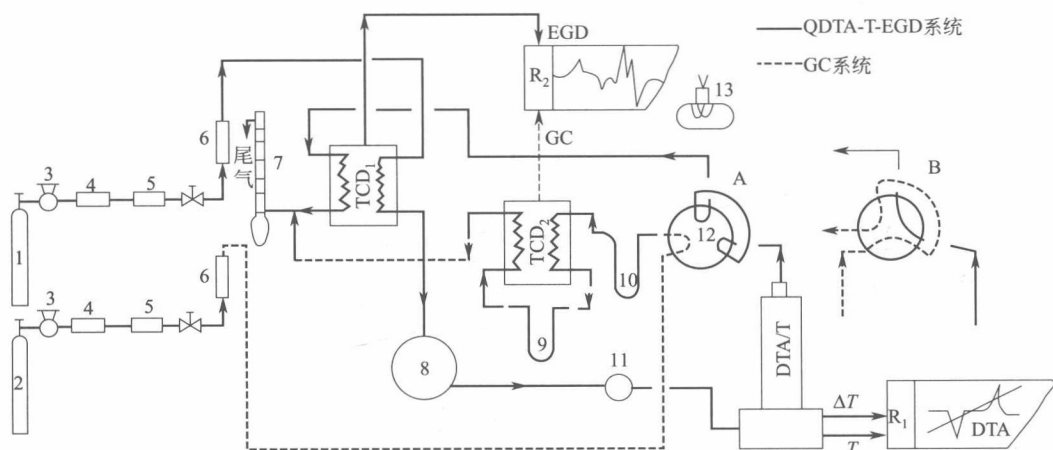 EGD
R₂
QDTA-T-EGD系统
GC系统
13
6
尾气
7
TCD₁
GC
A
B
3
4
5
1
TCD₂
12
10
6
3
4
5
2
9
8
11
DTA/T
ΔT
T
R₁
DTA